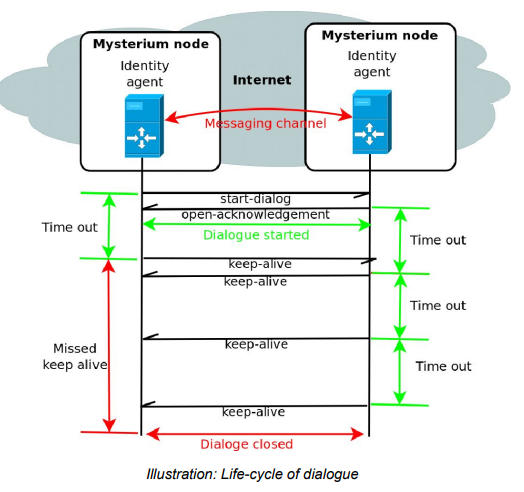 Mysterium node
Mysterium node
Identity
agent
Internet
Identity
agent
Messaging channel
start-dialog
open-acknowledgement
Time out
Dialogue started
Time out
keep-alive
keep-alive
Time out
Missed
keep alive
keep-alive
Time out
keep-alive
Dialoge closed
Illustration: Life-cycle of dialogue